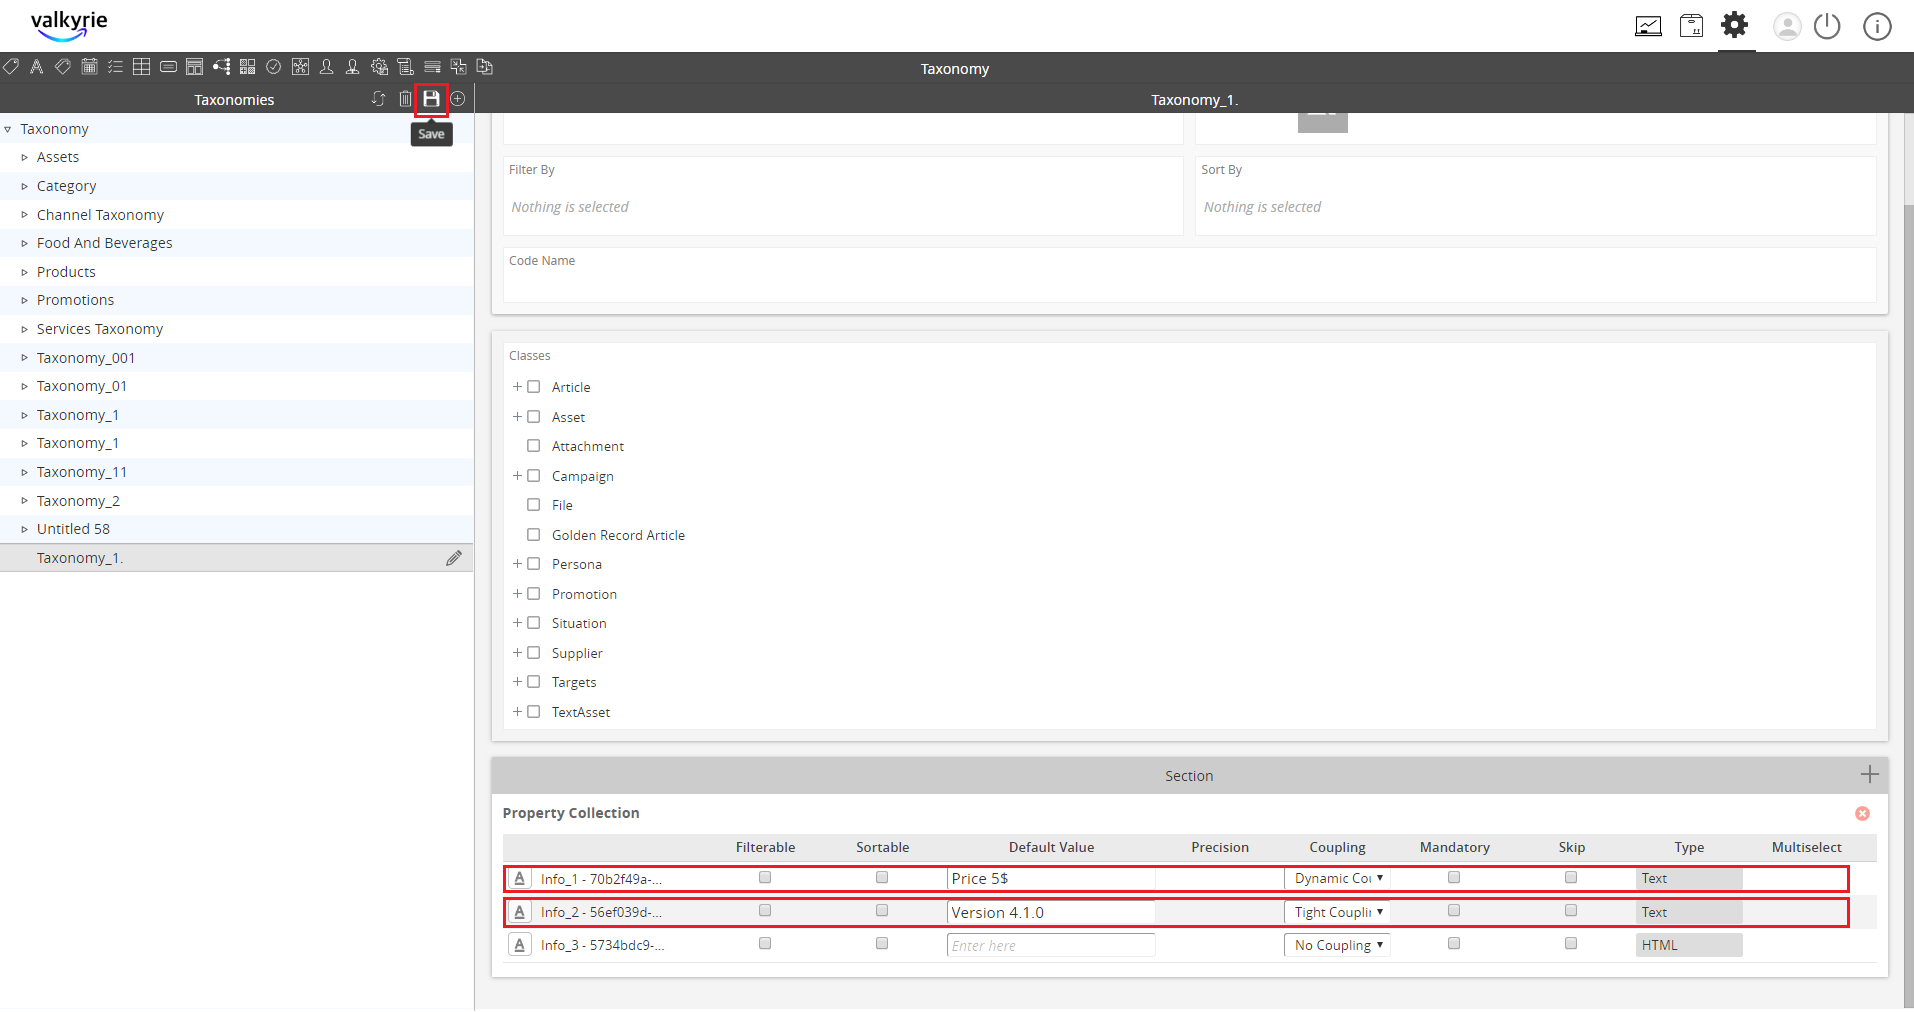 valkyrie
Taxonomy
Taxonomies
Taxonomy_1.
Save
Taxonomy
Assets
Category
Channel Taxonomy
Food And Beverages
Products
Promotions
Services Taxonomy
Taxonomy_001
Taxonomy_01
Taxonomy_1
Taxonomy_1
Taxonomy_11
Taxonomy_2
Untitled 58
Taxonomy_1.
Filter By
Sort By
Nothing is selected
Nothing is selected
Code Name
Classes
Article
Asset
Attachment
Campaign
File
Golden Record Article
Persona
Promotion
Situation
Supplier
Targets
TextAsset
Section
Property Collection
Filterable Sortable Default Value Precision Coupling Mandatory Skip Type Multiselect
Info_1 - 70b2f49a-... Price 5$ Dynamic Cou Text
Info_2 - 56ef039d-... Version 4.1.0 Tight Couplin Text
Info_3 - 5734bdc9-... Enter here No Coupling HTML